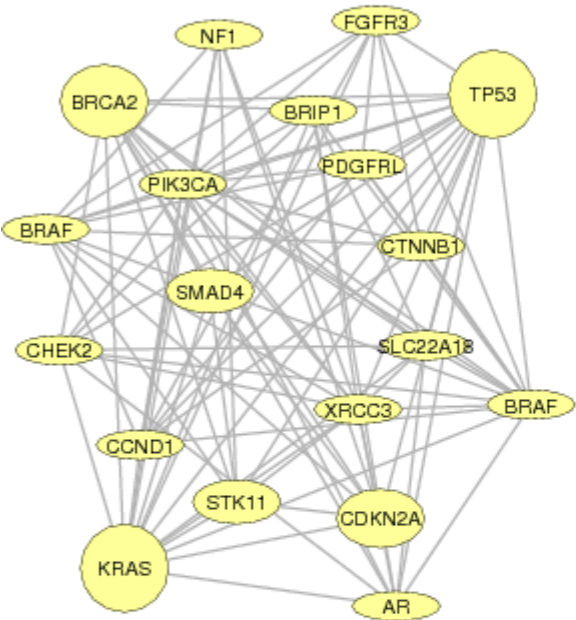 FGFR3
NF1
TP53
BRCA2
BRIP1
PDGFRL
PIK3CA
BRAF
CTNNB1
SMAD4
CHEK2
SLC22A18
BRAF
XRCC3
CCND1
STK11
CDKN2A
KRAS
AR